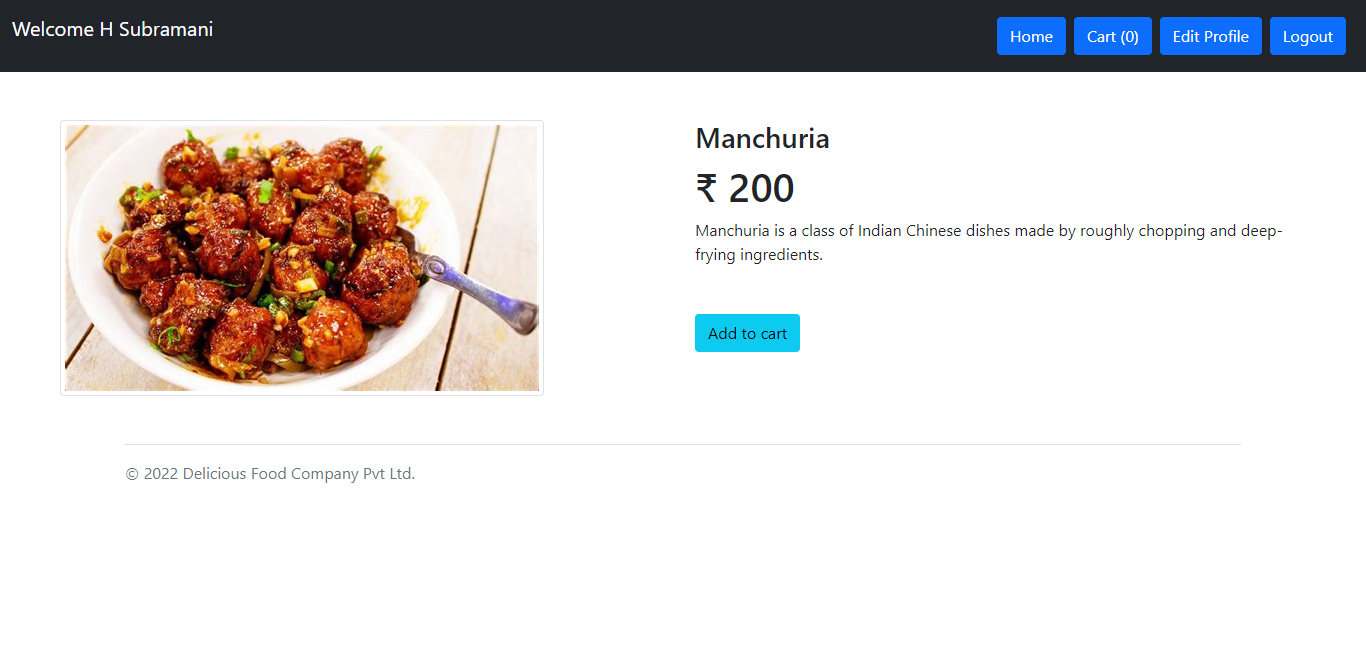 Welcome H Subramani
Home
Cart (0)
Edit Profile
Logout
Manchuria
₹ 200
Manchuria is a class of Indian Chinese dishes made by roughly chopping and deep-
frying ingredients.
Add to cart
© 2022 Delicious Food Company Pvt Ltd.